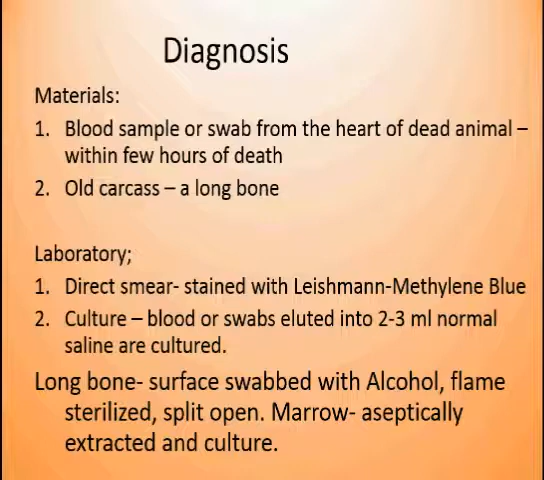 Diagnosis
Materials:
1. Blood sample or swab from the heart of dead animal –
within few hours of death
2. Old carcass – a long bone
Laboratory;
1. Direct smear- stained with Leishmann-Methylene Blue
2. Culture – blood or swabs eluted into 2-3 ml normal
saline are cultured.
Long bone- surface swabbed with Alcohol, flame
sterilized, split open. Marrow- aseptically
extracted and culture.